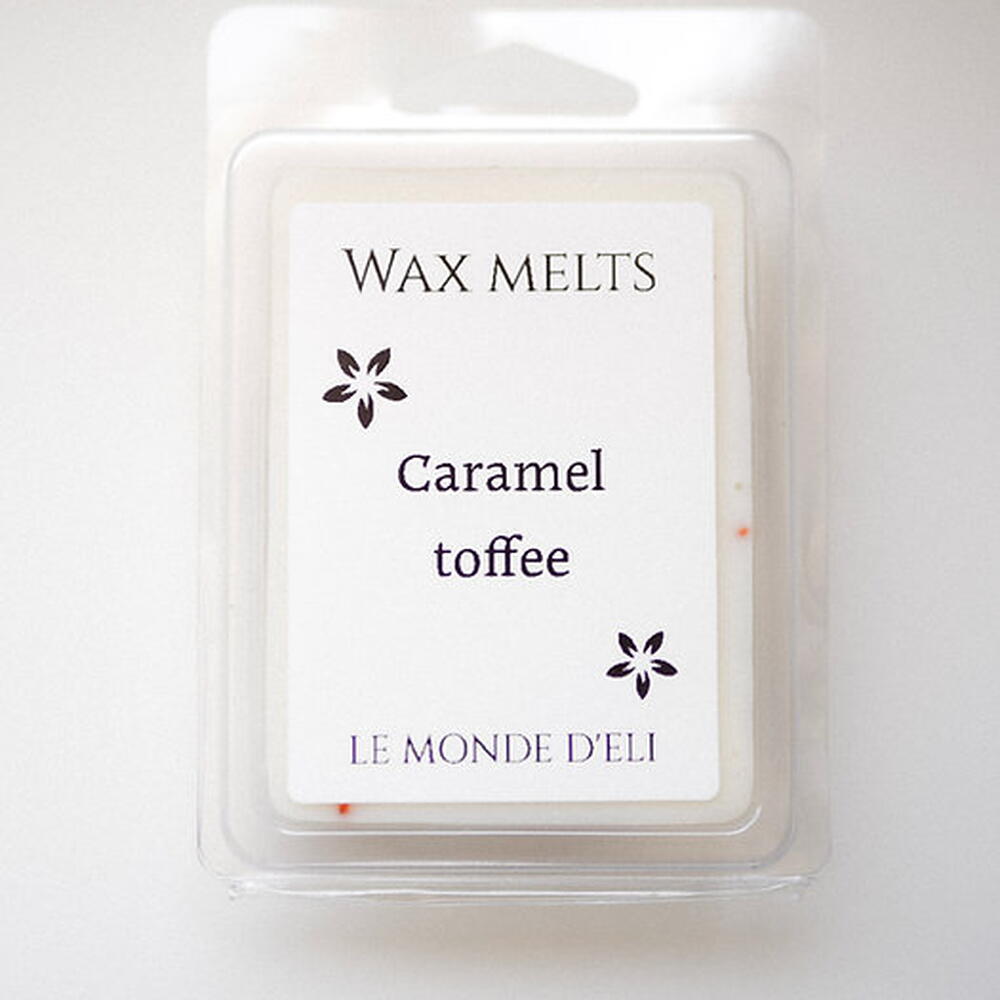 WAX MELTS
Caramel
toffee
LE MONDE D'ELI